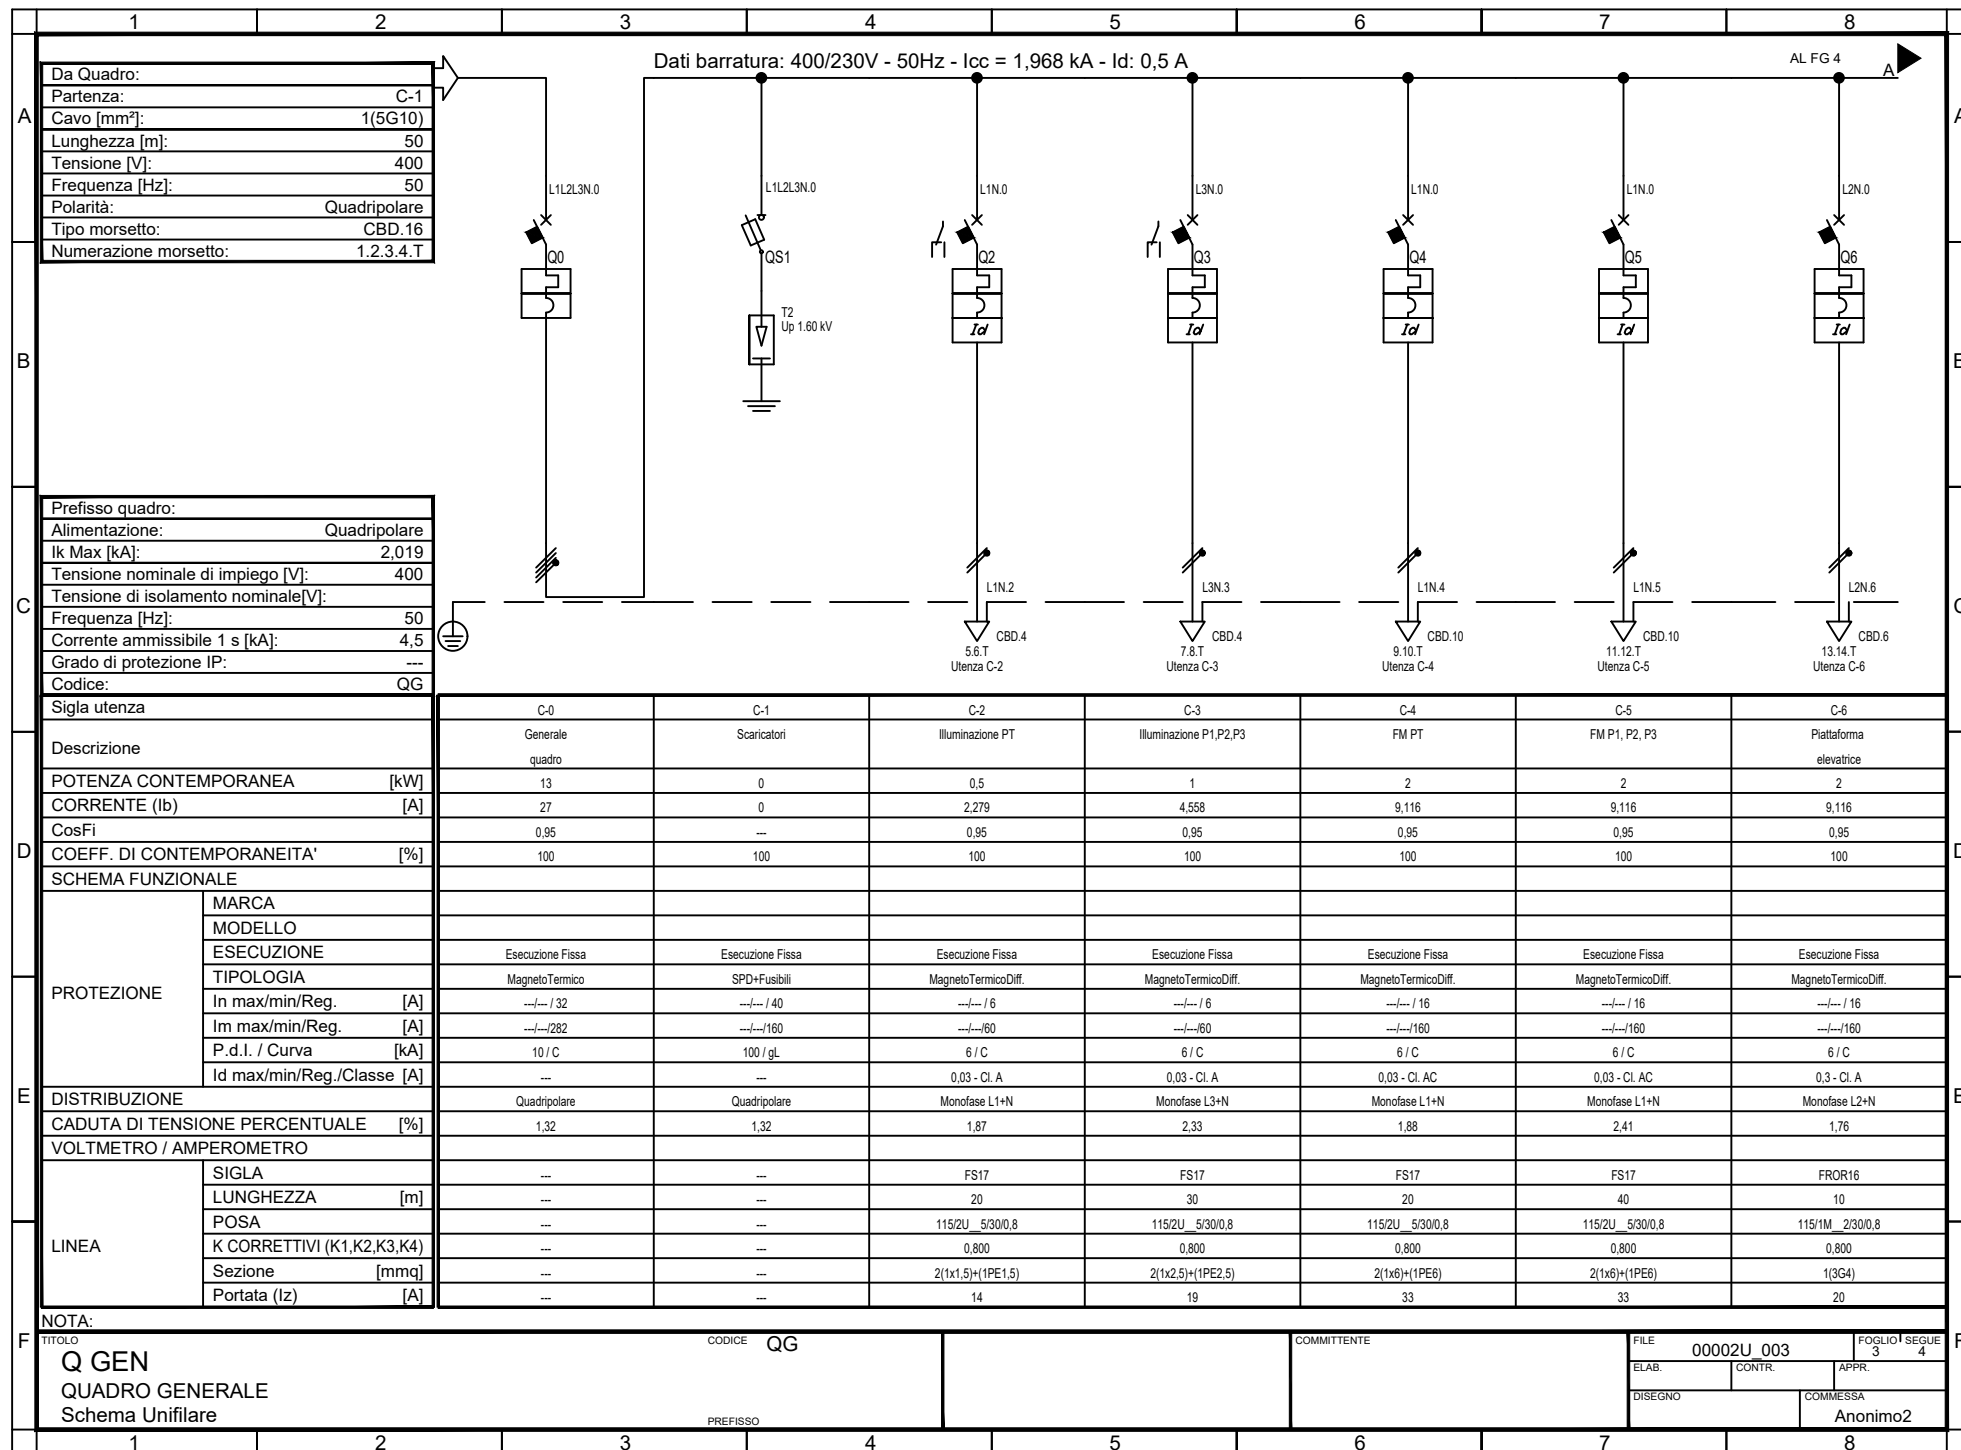 1 2 3 4 5 6 7 8
Dati barratura: 400/230V - 50Hz - Icc = 1,968 kA - Id: 0,5 A
AL FG 4
A
Da Quadro:
Partenza: C-1
Cavo [mm²]: 1(5G10)
Lunghezza [m]: 50
Tensione [V]: 400
Frequenza [Hz]: 50
Polarità: Quadripolare
Tipo morsetto: CBD.16
Numerazione morsetto: 1.2.3.4.T
A
B
C
D
E
F
L1L2L3N.0 L1L2L3N.0 L1N.0 L3N.0 L1N.0 L1N.0 L2N.0
Q0 QS1 Q2 Q3 Q4 Q5 Q6
T2
Up 1.60 kV
Id Id Id Id Id
Prefisso quadro:
Alimentazione: Quadripolare
Ik Max [kA]: 2,019
Tensione nominale di impiego [V]: 400
Tensione di isolamento nominale[V]:
Frequenza [Hz]: 50
Corrente ammissibile 1 s [kA]: 4,5
Grado di protezione IP: ---
Codice: QG
L1N.2 L3N.3 L1N.4 L1N.5 L2N.6
CBD.4 CBD.4 CBD.10 CBD.10 CBD.6
5.6.T 7.8.T 9.10.T 11.12.T 13.14.T
Utenza C-2 Utenza C-3 Utenza C-4 Utenza C-5 Utenza C-6
Sigla utenza C-0 C-1 C-2 C-3 C-4 C-5 C-6
Descrizione Generale quadro Scaricatori Illuminazione PT Illuminazione P1,P2,P3 FM PT FM P1, P2, P3 Piattaforma elevatrice
POTENZA CONTEMPORANEA [kW] 13 0 0,5 1 2 2 2
CORRENTE (Ib) [A] 27 0 2,279 4,558 9,116 9,116 9,116
CosFi 0,95 --- 0,95 0,95 0,95 0,95 0,95
COEFF. DI CONTEMPORANEITA' [%] 100 100 100 100 100 100 100
SCHEMA FUNZIONALE
PROTEZIONE
MARCA
MODELLO
ESECUZIONE Esecuzione Fissa Esecuzione Fissa Esecuzione Fissa Esecuzione Fissa Esecuzione Fissa Esecuzione Fissa Esecuzione Fissa
TIPOLOGIA MagnetoTermico SPD+Fusibili MagnetoTermicoDiff. MagnetoTermicoDiff. MagnetoTermicoDiff. MagnetoTermicoDiff. MagnetoTermicoDiff.
In max/min/Reg. [A] ---/--- / 32 ---/--- / 40 ---/--- / 6 ---/--- / 6 ---/--- / 16 ---/--- / 16 ---/--- / 16
Im max/min/Reg. [A] ---/---/282 ---/---/160 ---/---/60 ---/---/60 ---/---/160 ---/---/160 ---/---/160
P.d.I. / Curva [kA] 10 / C 100 / gL 6 / C 6 / C 6 / C 6 / C 6 / C
Id max/min/Reg./Classe [A] --- --- 0,03 - Cl. A 0,03 - Cl. A 0,03 - Cl. AC 0,03 - Cl. AC 0,3 - Cl. A
DISTRIBUZIONE Quadripolare Quadripolare Monofase L1+N Monofase L3+N Monofase L1+N Monofase L1+N Monofase L2+N
CADUTA DI TENSIONE PERCENTUALE [%] 1,32 1,32 1,87 2,33 1,88 2,41 1,76
VOLTMETRO / AMPEROMETRO
LINEA
SIGLA --- --- FS17 FS17 FS17 FS17 FROR16
LUNGHEZZA [m] --- --- 20 30 20 40 10
POSA --- --- 115/2U__5/30/0,8 115/2U__5/30/0,8 115/2U__5/30/0,8 115/2U__5/30/0,8 115/1M__2/30/0,8
K CORRETTIVI (K1,K2,K3,K4) --- --- 0,800 0,800 0,800 0,800 0,800
Sezione [mmq] --- --- 2(1x1,5)+(1PE1,5) 2(1x2,5)+(1PE2,5) 2(1x6)+(1PE6) 2(1x6)+(1PE6) 1(3G4)
Portata (Iz) [A] --- --- 14 19 33 33 20
NOTA:
TITOLO
Q GEN
QUADRO GENERALE
Schema Unifilare
CODICE QG
PREFISSO
COMMITTENTE
FILE 00002U_003
FOGLIO 3 SEGUE 4
ELAB. CONTR. APPR.
DISEGNO COMMESSA
Anonimo2
1 2 3 4 5 6 7 8